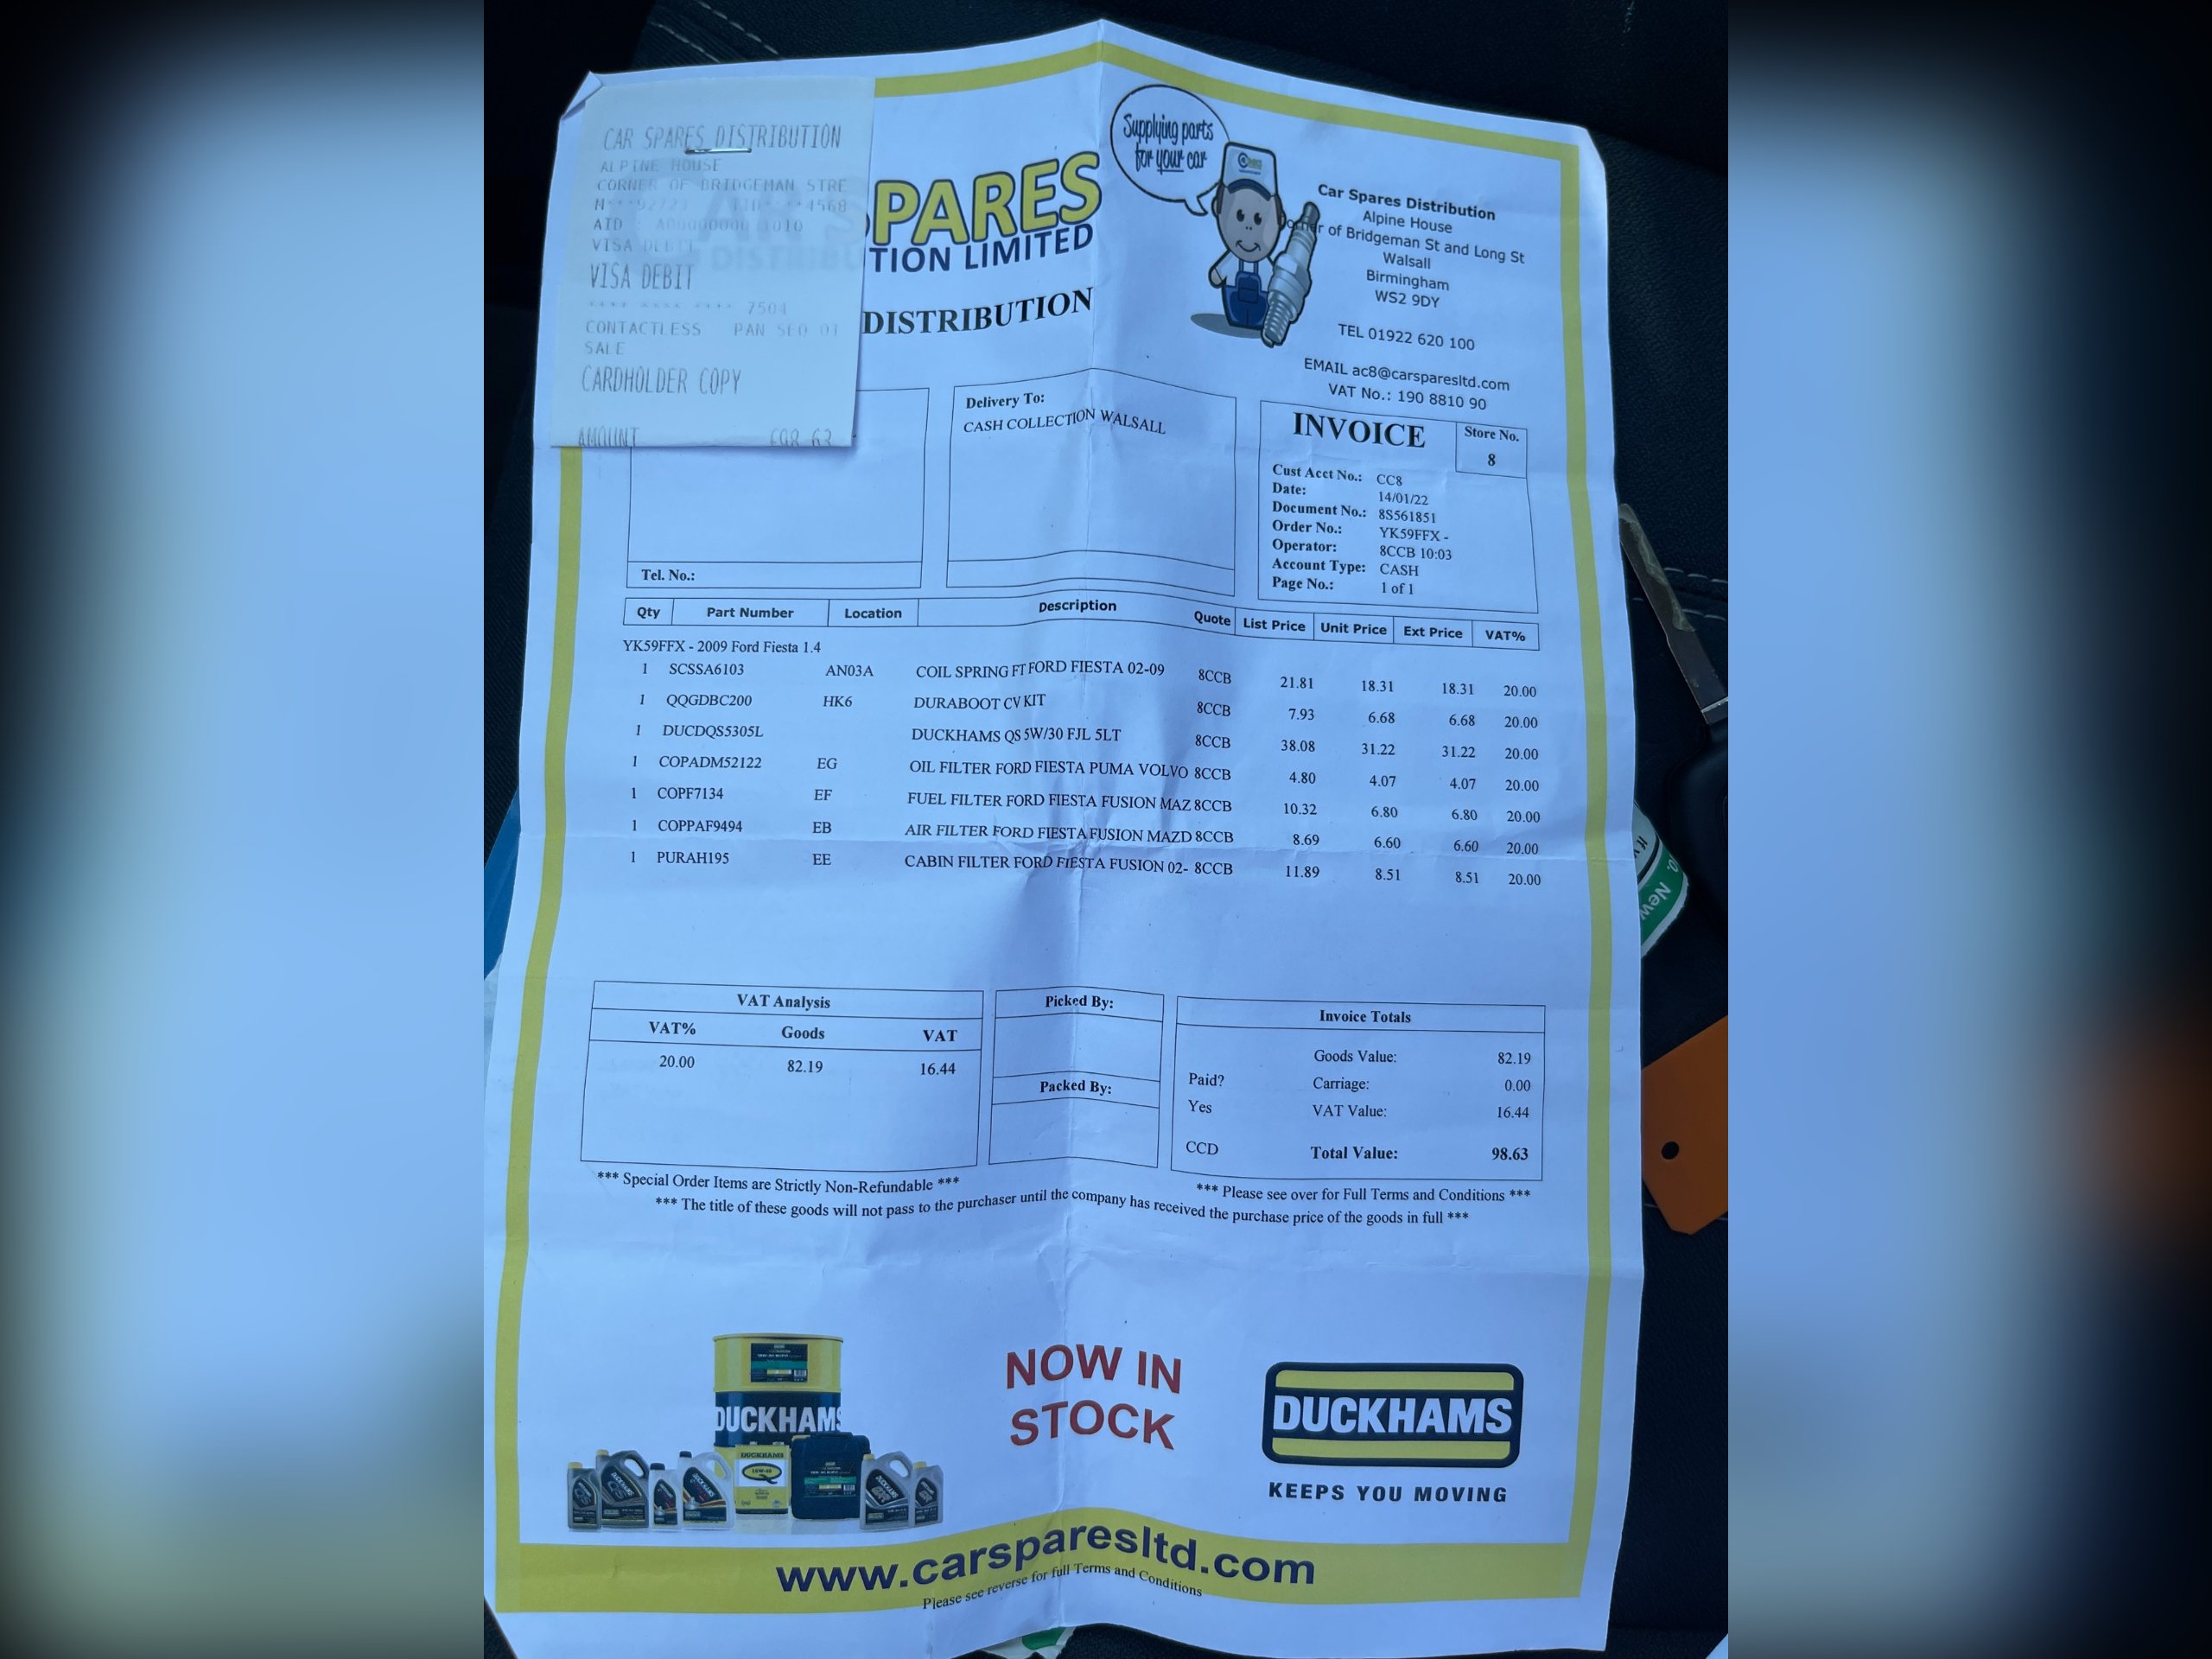 CAR SPARES DISTRIBUTION
ALPINE HOUSE
CORNER OF BRIDGEMAN STRE
VISA DEBIT
VISA DEBIT
**** **** **** 7504
CONTACTLESS PAN SEQ 01
SALE
CARDHOLDER COPY
AMOUNT £98.63
PARES
TION LIMITED
DISTRIBUTION
Supplying parts
for your car
Car Spares Distribution
Alpine House
Corner of Bridgeman St and Long St
Walsall
Birmingham
WS2 9DY
TEL 01922 620 100
EMAIL ac8@carsparesltd.com
VAT No.: 190 8810 90
Delivery To:
CASH COLLECTION WALSALL
Tel. No.:
INVOICE
Store No.
8
Cust Acct No.: CC8
Date: 14/01/22
Document No.: 8S561851
Order No.: YK59FFX -
Operator: 8CCB 10:03
Account Type: CASH
Page No.: 1 of 1
Qty Part Number Location Description Quote List Price Unit Price Ext Price VAT%
YK59FFX - 2009 Ford Fiesta 1.4
1 SCSSA6103 AN03A COIL SPRING FT FORD FIESTA 02-09 8CCB 21.81 18.31 18.31 20.00
1 QQGDBC200 HK6 DURABOOT CV KIT 8CCB 7.93 6.68 6.68 20.00
1 DUCDQS5305L DUCKHAMS QS 5W/30 FJL 5LT 8CCB 38.08 31.22 31.22 20.00
1 COPADM52122 EG OIL FILTER FORD FIESTA PUMA VOLVO 8CCB 4.80 4.07 4.07 20.00
1 COPF7134 EF FUEL FILTER FORD FIESTA FUSION MAZ 8CCB 10.32 6.80 6.80 20.00
1 COPPAF9494 EB AIR FILTER FORD FIESTA FUSION MAZD 8CCB 8.69 6.60 6.60 20.00
1 PURAH195 EE CABIN FILTER FORD FIESTA FUSION 02- 8CCB 11.89 8.51 8.51 20.00
VAT Analysis
VAT% Goods VAT
20.00 82.19 16.44
Picked By:
Packed By:
Invoice Totals
Goods Value: 82.19
Paid? Carriage: 0.00
Yes VAT Value: 16.44
CCD Total Value: 98.63
*** Special Order Items are Strictly Non-Refundable ***
*** Please see over for Full Terms and Conditions ***
*** The title of these goods will not pass to the purchaser until the company has received the purchase price of the goods in full ***
DUCKHAMS
NOW IN
STOCK
DUCKHAMS
KEEPS YOU MOVING
www.carsparesltd.com
Please see reverse for full Terms and Conditions
New